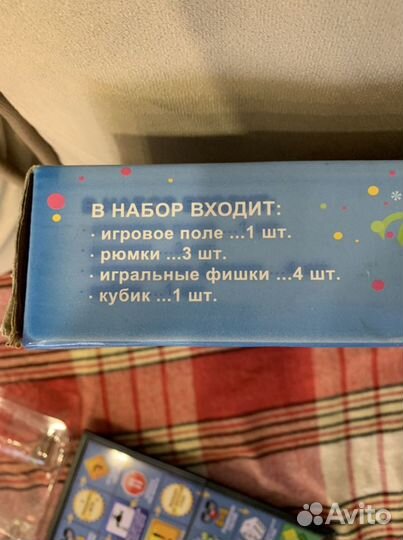 В НАБОР ВХОДИТ:
· игровое поле ...1 шт.
· рюмки ...3 шт.
· игральные фишки ...4 шт.
· кубик ...1 шт.
Avito